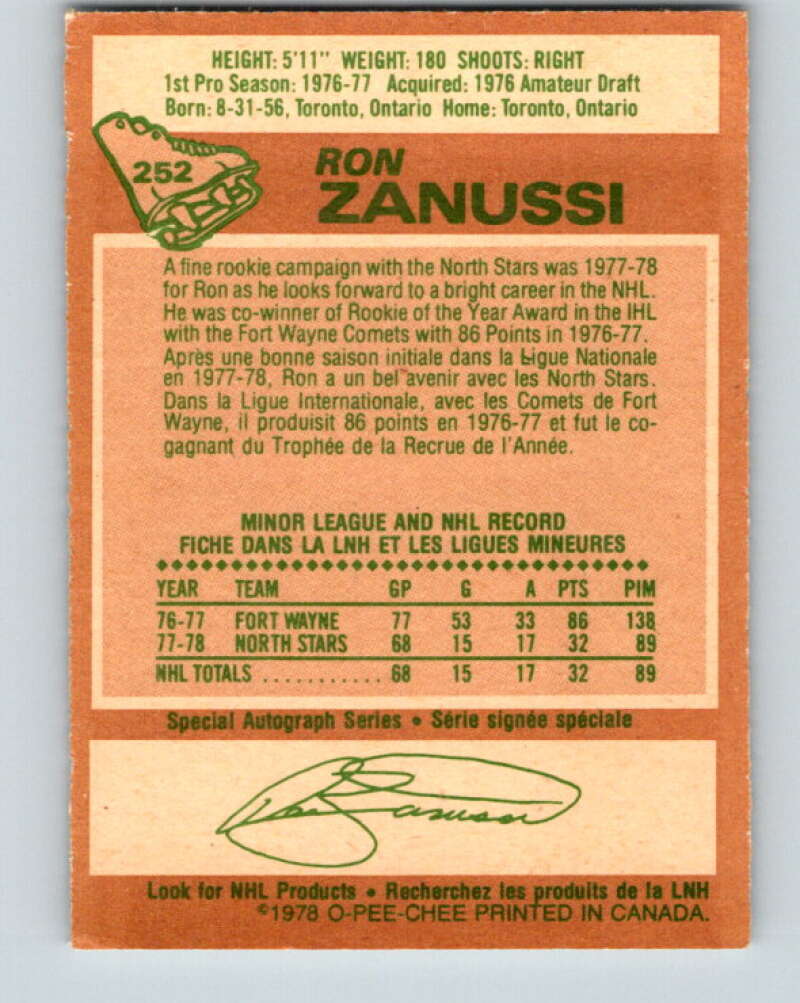 HEIGHT: 5'11" WEIGHT: 180 SHOOTS: RIGHT
1st Pro Season: 1976-77 Acquired: 1976 Amateur Draft
Born: 8-31-56, Toronto, Ontario Home: Toronto, Ontario
252
RON
ZANUSSI
A fine rookie campaign with the North Stars was 1977-78
for Ron as he looks forward to a bright career in the NHL.
He was co-winner of Rookie of the Year Award in the IHL
with the Fort Wayne Comets with 86 Points in 1976-77.
Après une bonne saison initiale dans la Ligue Nationale
en 1977-78, Ron a un bel avenir avec les North Stars.
Dans la Ligue Internationale, avec les Comets de Fort
Wayne, il produisit 86 points en 1976-77 et fut le co-
gagnant du Trophée de la Recrue de l'Année.
MINOR LEAGUE AND NHL RECORD
FICHE DANS LA LNH ET LES LIGUES MINEURES
YEAR TEAM GP G A PTS PIM
76-77 FORT WAYNE 77 53 33 86 138
77-78 NORTH STARS 68 15 17 32 89
NHL TOTALS ............ 68 15 17 32 89
Special Autograph Series • Série signée spéciale
Ron Zanussi
Look for NHL Products • Recherchez les produits de la LNH
©1978 O-PEE-CHEE PRINTED IN CANADA.